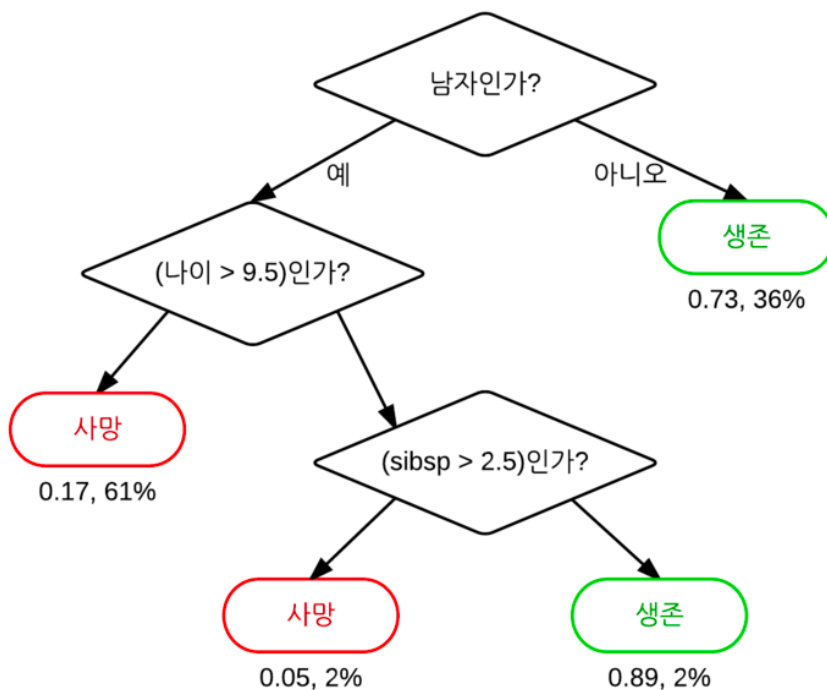 남자인가?
예
아니오
생존
0.73, 36%
(나이 > 9.5)인가?
사망
0.17, 61%
(sibsp > 2.5)인가?
사망
0.05, 2%
생존
0.89, 2%